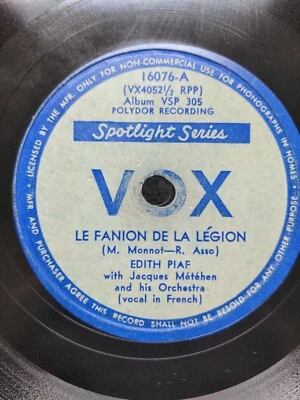 16076-A
(VX4052½ RPP)
Album VSP 305
POLYDOR RECORDING
Spotlight Series
VOX
LE FANION DE LA LÉGION
(M. Monnot—R. Asso)
EDITH PIAF
with Jacques Météhen
and his Orchestra
(vocal in French)
LICENSED BY THE MFR. ONLY FOR NON-COMMERCIAL USE FOR PHONOGRAPHS IN HOMES • MFR. AND PURCHASER AGREE THIS RECORD SHALL NOT BE RESOLD FOR ANY OTHER PURPOSE •